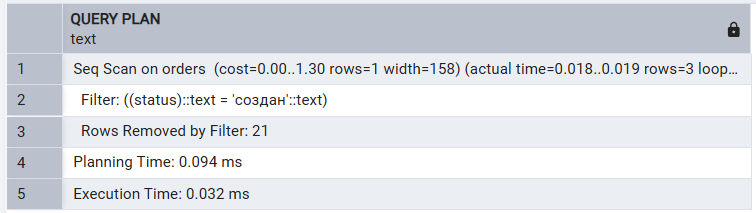 QUERY PLAN
text
1 Seq Scan on orders (cost=0.00..1.30 rows=1 width=158) (actual time=0.018..0.019 rows=3 loop...
2 Filter: ((status)::text = 'создан'::text)
3 Rows Removed by Filter: 21
4 Planning Time: 0.094 ms
5 Execution Time: 0.032 ms